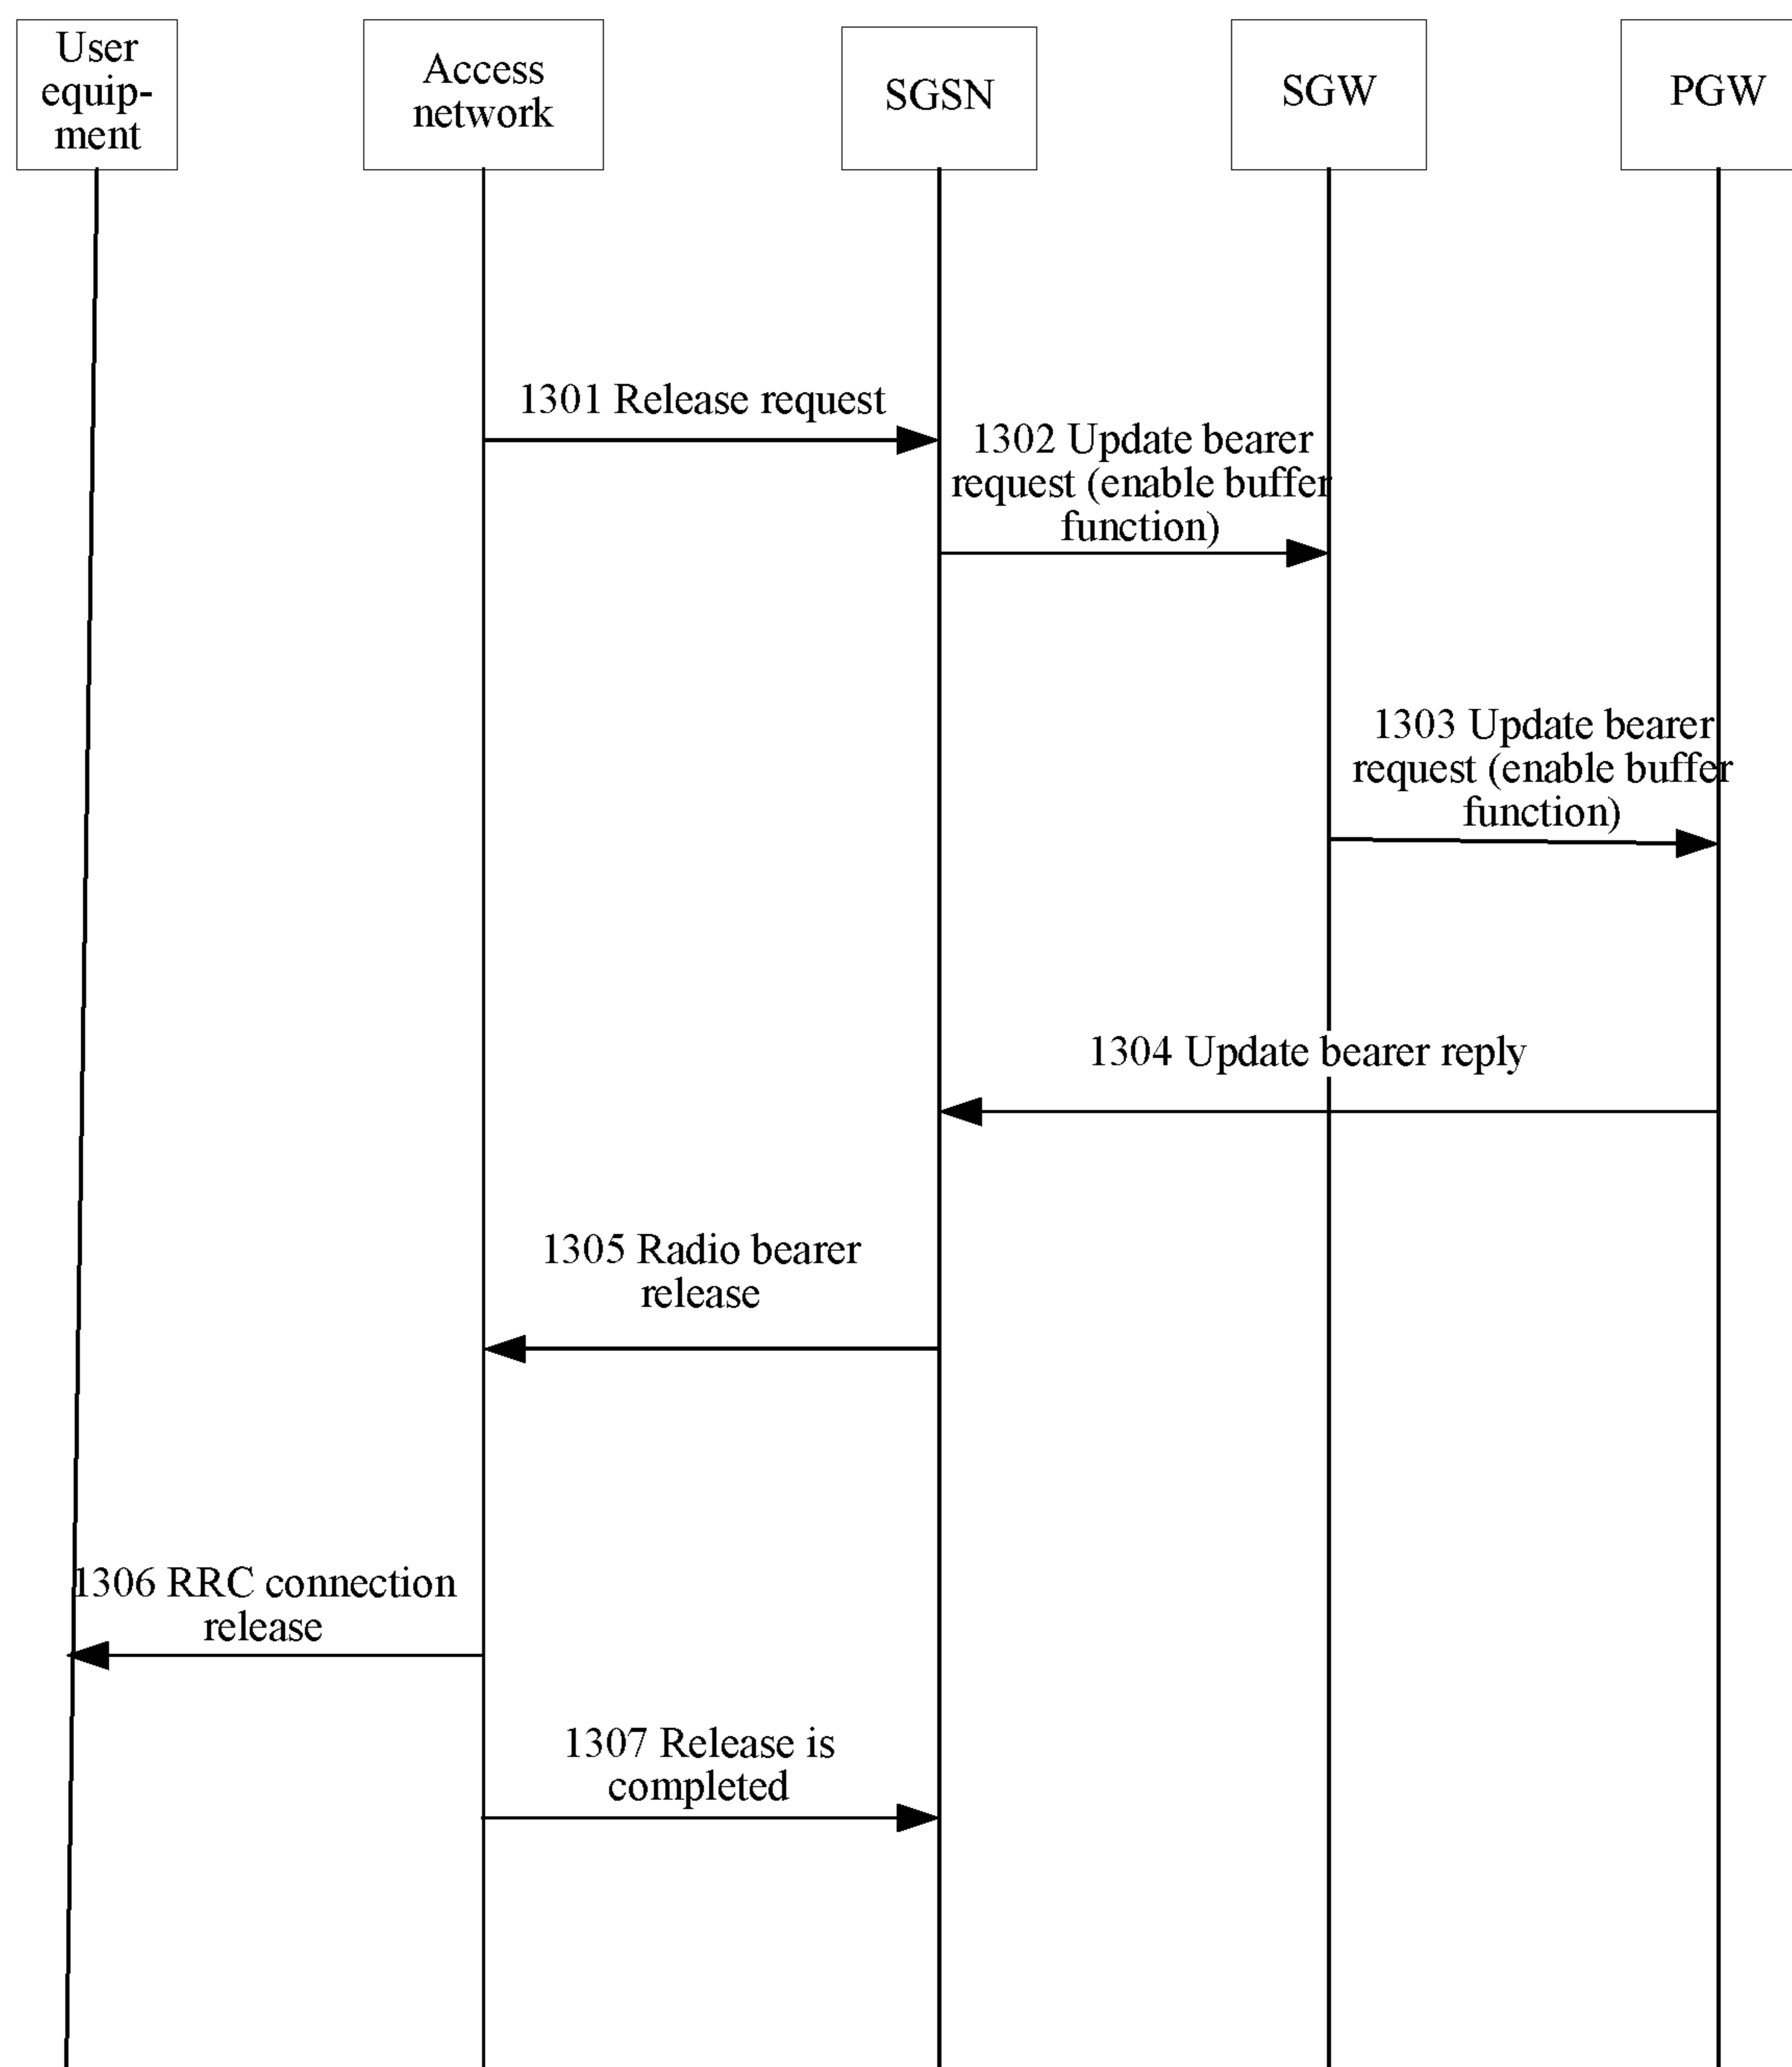 User
equip-
ment
Access
network
SGSN
SGW
PGW
1301 Release request
1302 Update bearer
request (enable buffer
function)
1303 Update bearer
request (enable buffer
function)
1304 Update bearer reply
1305 Radio bearer
release
1306 RRC connection
release
1307 Release is
completed